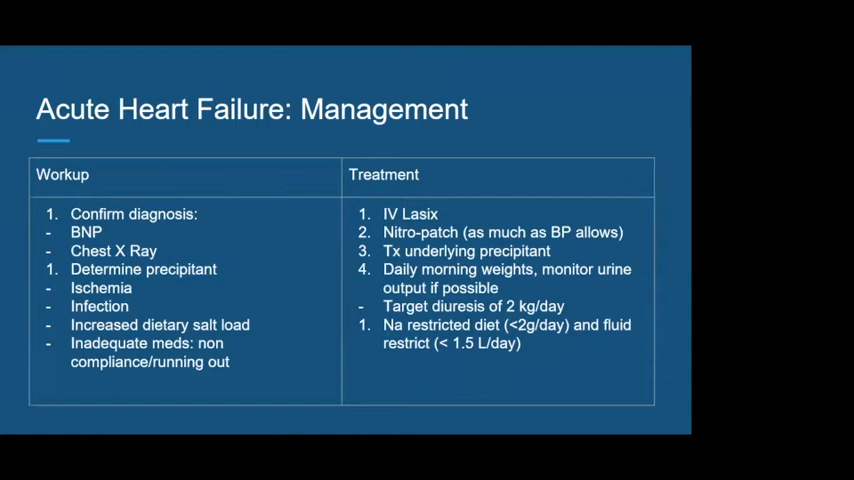 Acute Heart Failure: Management
Workup
1. Confirm diagnosis:
- BNP
- Chest X Ray
1. Determine precipitant
- Ischemia
- Infection
- Increased dietary salt load
- Inadequate meds: non
compliance/running out
Treatment
1. IV Lasix
2. Nitro-patch (as much as BP allows)
3. Tx underlying precipitant
4. Daily morning weights, monitor urine
output if possible
- Target diuresis of 2 kg/day
1. Na restricted diet (<2g/day) and fluid
restrict (< 1.5 L/day)